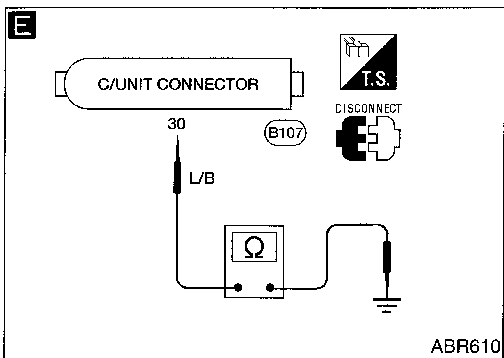 E
C/UNIT CONNECTOR
T.S.
DISCONNECT
30
B107
L/B
Ω
ABR610